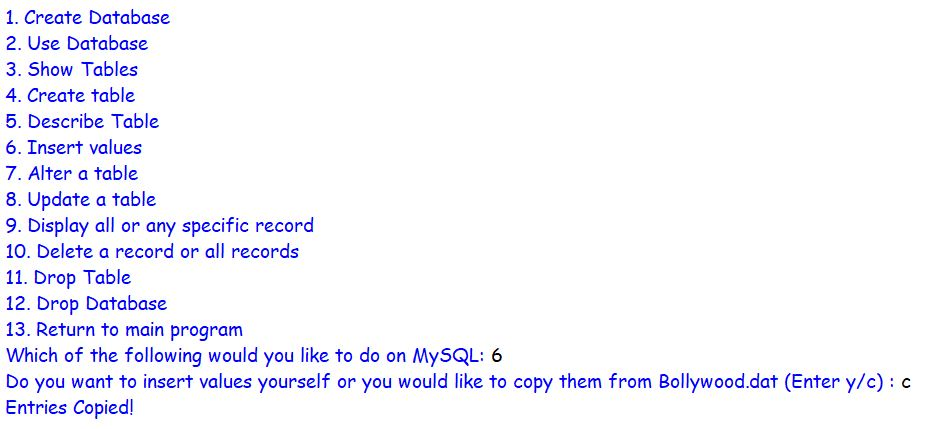 1. Create Database
2. Use Database
3. Show Tables
4. Create table
5. Describe Table
6. Insert values
7. Alter a table
8. Update a table
9. Display all or any specific record
10. Delete a record or all records
11. Drop Table
12. Drop Database
13. Return to main program
Which of the following would you like to do on MySQL: 6
Do you want to insert values yourself or you would like to copy them from Bollywood.dat (Enter y/c) : c
Entries Copied!